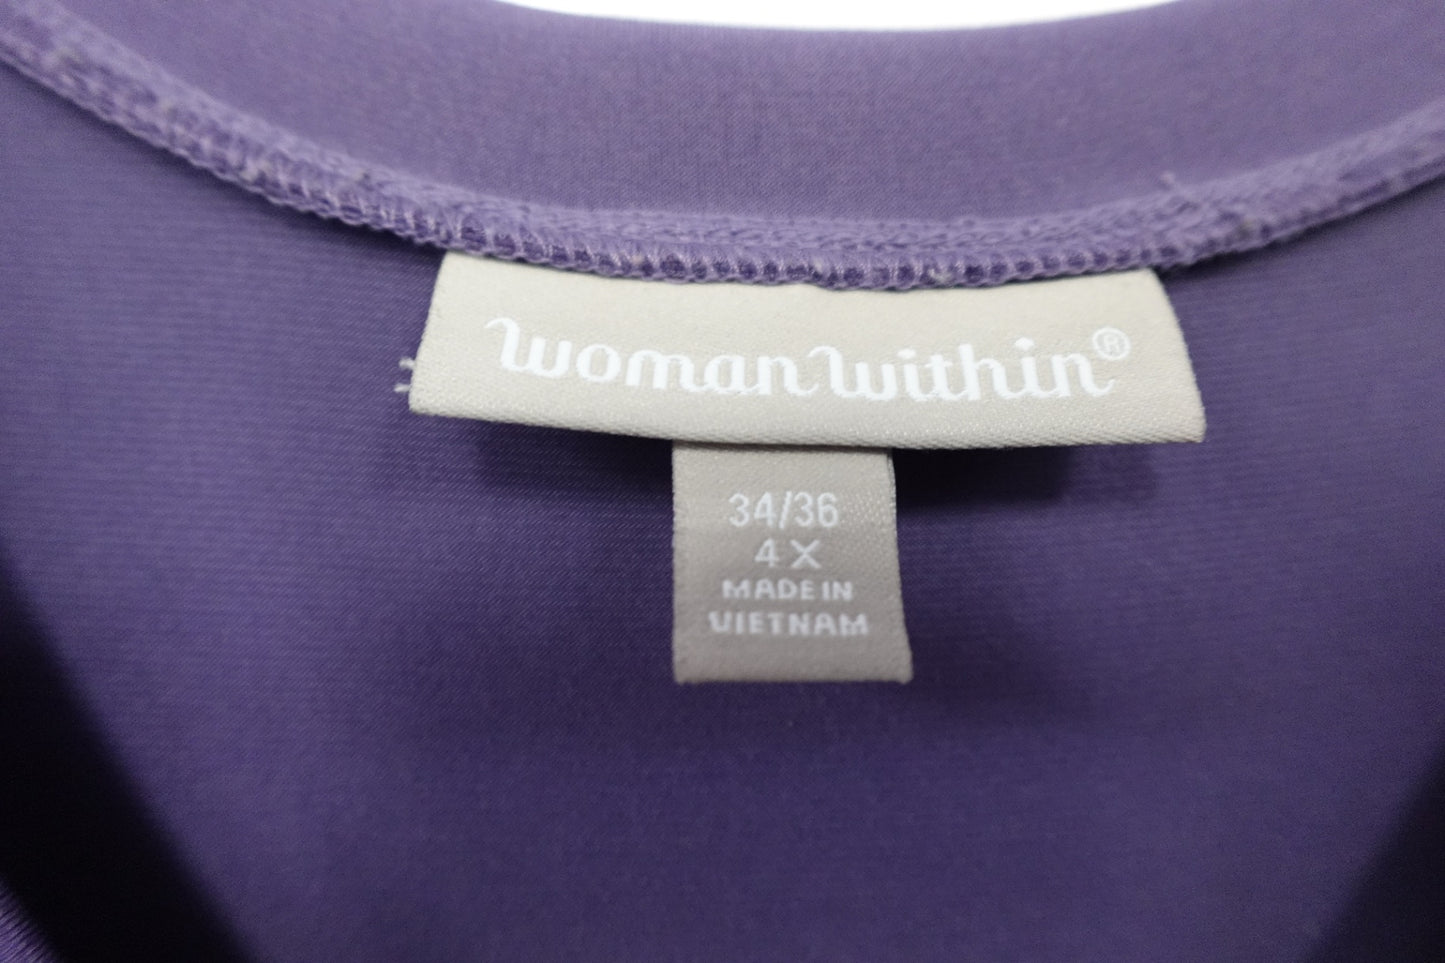 woman within®
34/36
4X
MADE IN
VIETNAM